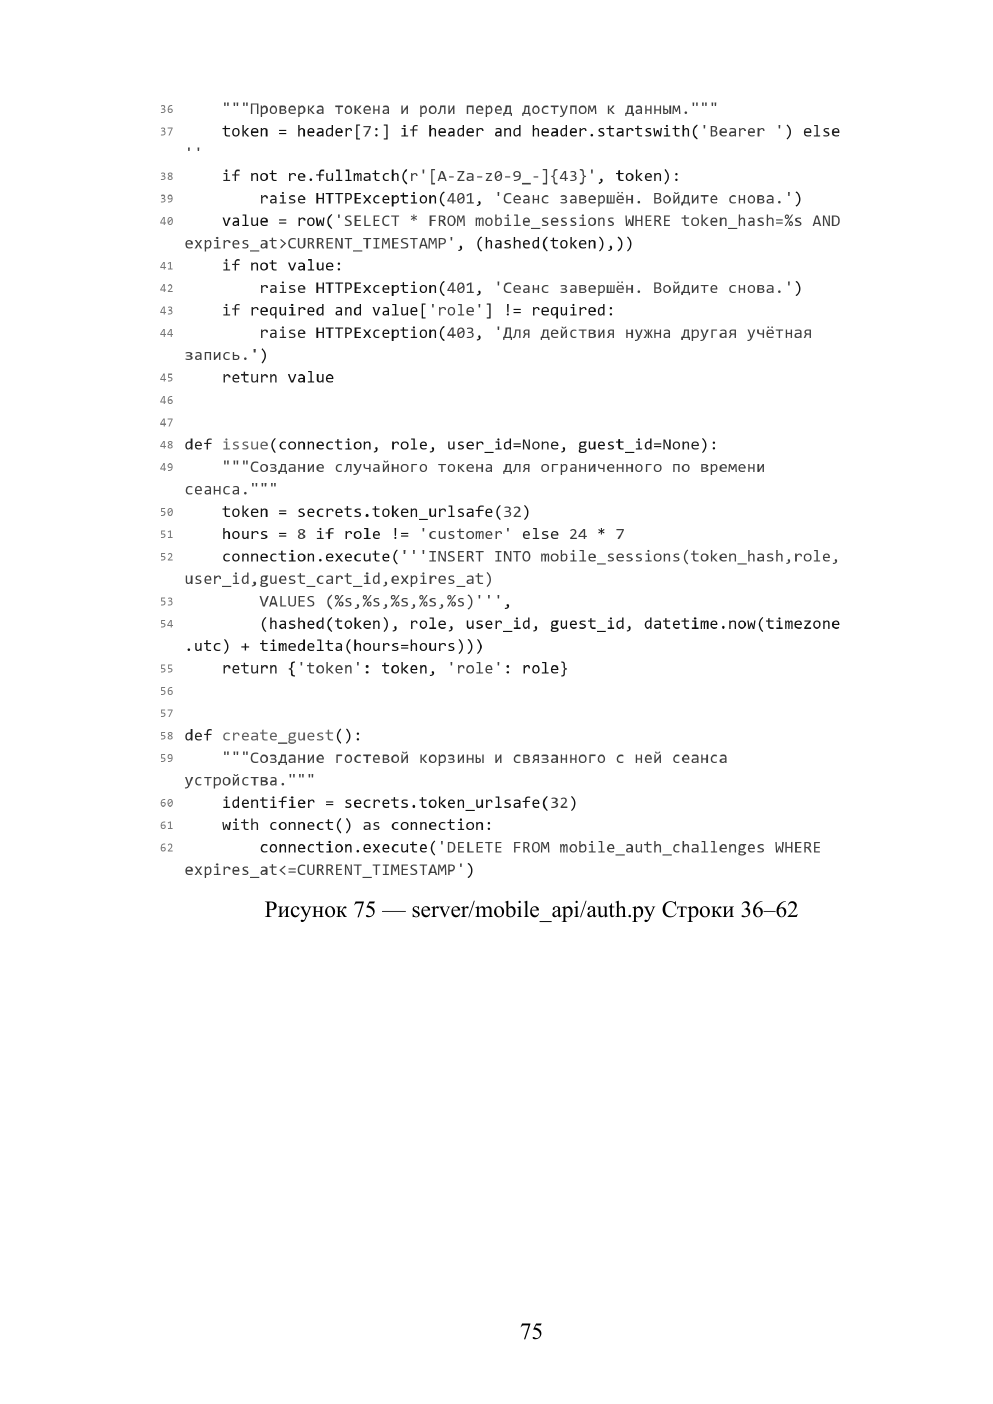 36 """Проверка токена и роли перед доступом к данным."""
37 token = header[7:] if header and header.startswith('Bearer ') else
''
38 if not re.fullmatch(r'[A-Za-z0-9_-]{43}', token):
39 raise HTTPException(401, 'Сеанс завершён. Войдите снова.')
40 value = row('SELECT * FROM mobile_sessions WHERE token_hash=%s AND
expires_at>CURRENT_TIMESTAMP', (hashed(token),))
41 if not value:
42 raise HTTPException(401, 'Сеанс завершён. Войдите снова.')
43 if required and value['role'] != required:
44 raise HTTPException(403, 'Для действия нужна другая учётная
запись.')
45 return value
46
47
48 def issue(connection, role, user_id=None, guest_id=None):
49 """Создание случайного токена для ограниченного по времени
сеанса."""
50 token = secrets.token_urlsafe(32)
51 hours = 8 if role != 'customer' else 24 * 7
52 connection.execute('''INSERT INTO mobile_sessions(token_hash,role,
user_id,guest_cart_id,expires_at)
53 VALUES (%s,%s,%s,%s,%s)''',
54 (hashed(token), role, user_id, guest_id, datetime.now(timezone
.utc) + timedelta(hours=hours)))
55 return {'token': token, 'role': role}
56
57
58 def create_guest():
59 """Создание гостевой корзины и связанного с ней сеанса
устройства."""
60 identifier = secrets.token_urlsafe(32)
61 with connect() as connection:
62 connection.execute('DELETE FROM mobile_auth_challenges WHERE
expires_at<=CURRENT_TIMESTAMP')
Рисунок 75 — server/mobile_api/auth.py Строки 36–62
75